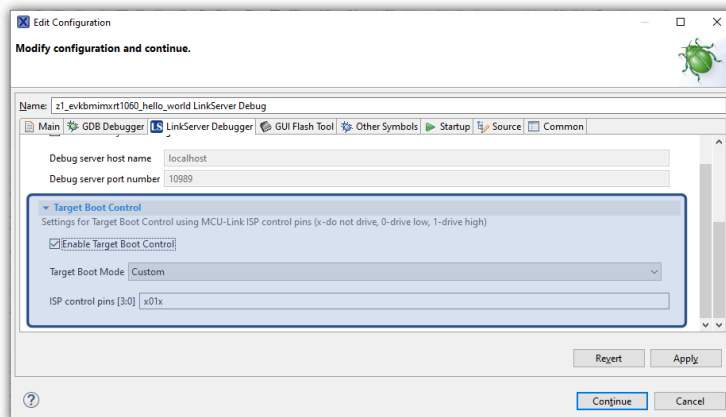 Edit Configuration
Modify configuration and continue.
Name: z1_evkbmimxrt1060_hello_world LinkServer Debug
Main GDB Debugger LS LinkServer Debugger GUI Flash Tool Other Symbols Startup Source Common
Debug server host name localhost
Debug server port number 10989
Target Boot Control
Settings for Target Boot Control using MCU-Link ISP control pins (x-do not drive, 0-drive low, 1-drive high)
Enable Target Boot Control
Target Boot Mode Custom
ISP control pins [3:0] x01x
Revert Apply
? Continue Cancel